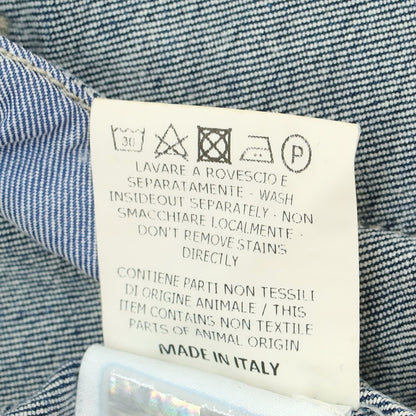 30 P
LAVARE A ROVESCIO E
SEPARATAMENTE - WASH
INSIDEOUT SEPARATELY - NON
SMACCHIARE LOCALMENTE -
DON'T REMOVE STAINS
DIRECTLY
CONTIENE PARTI NON TESSILI
DI ORIGINE ANIMALE / THIS
ITEM CONTAINS NON TEXTILE
PARTS OF ANIMAL ORIGIN
MADE IN ITALY